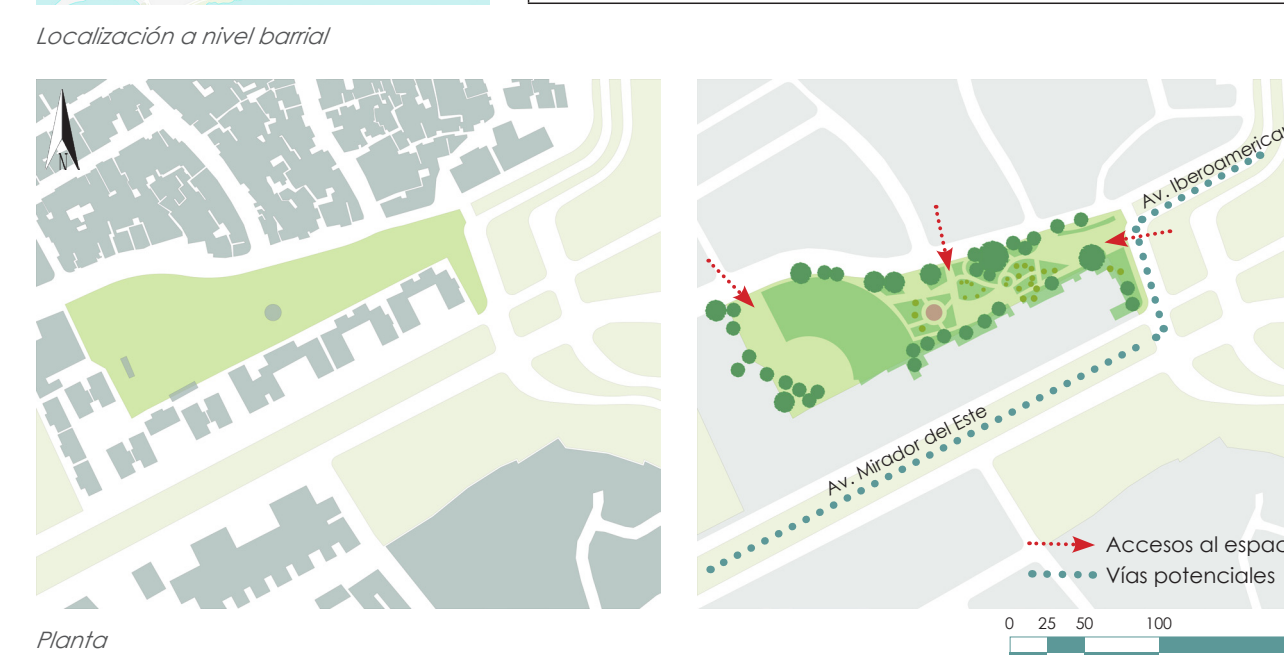 Localización a nivel barrial
N
Av. Iberoamerica
Av. Mirador del Este
Accesos al espac
Vías potenciales
0 25 50 100
Planta